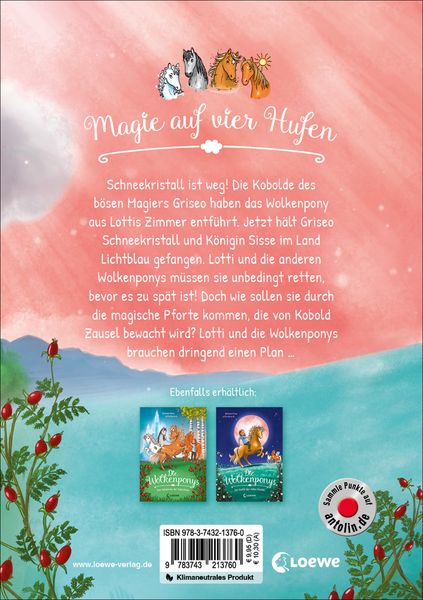 Magie auf vier Hufen
Schneekristall ist weg! Die Kobolde des
bösen Magiers Griseo haben das Wolkenpony
aus Lottis Zimmer entführt. Jetzt hält Griseo
Schneekristall und Königin Sisse im Land
Lichtblau gefangen. Lotti und die anderen
Wolkenponys müssen sie unbedingt retten,
bevor es zu spät ist! Doch wie sollen sie durch
die magische Pforte kommen, die von Kobold
Zausel bewacht wird? Lotti und die Wolkenponys
brauchen dringend einen Plan ...
Ebenfalls erhältlich:
Die
Wolkenponys
Die
Wolkenponys
Sammle Punkte auf
antolin.de
ISBN 978-3-7432-1376-0
€ 9,95 (D)
€ 10,30 (A)
9 783743 213760
www.loewe-verlag.de
Klimaneutrales Produkt
Loewe